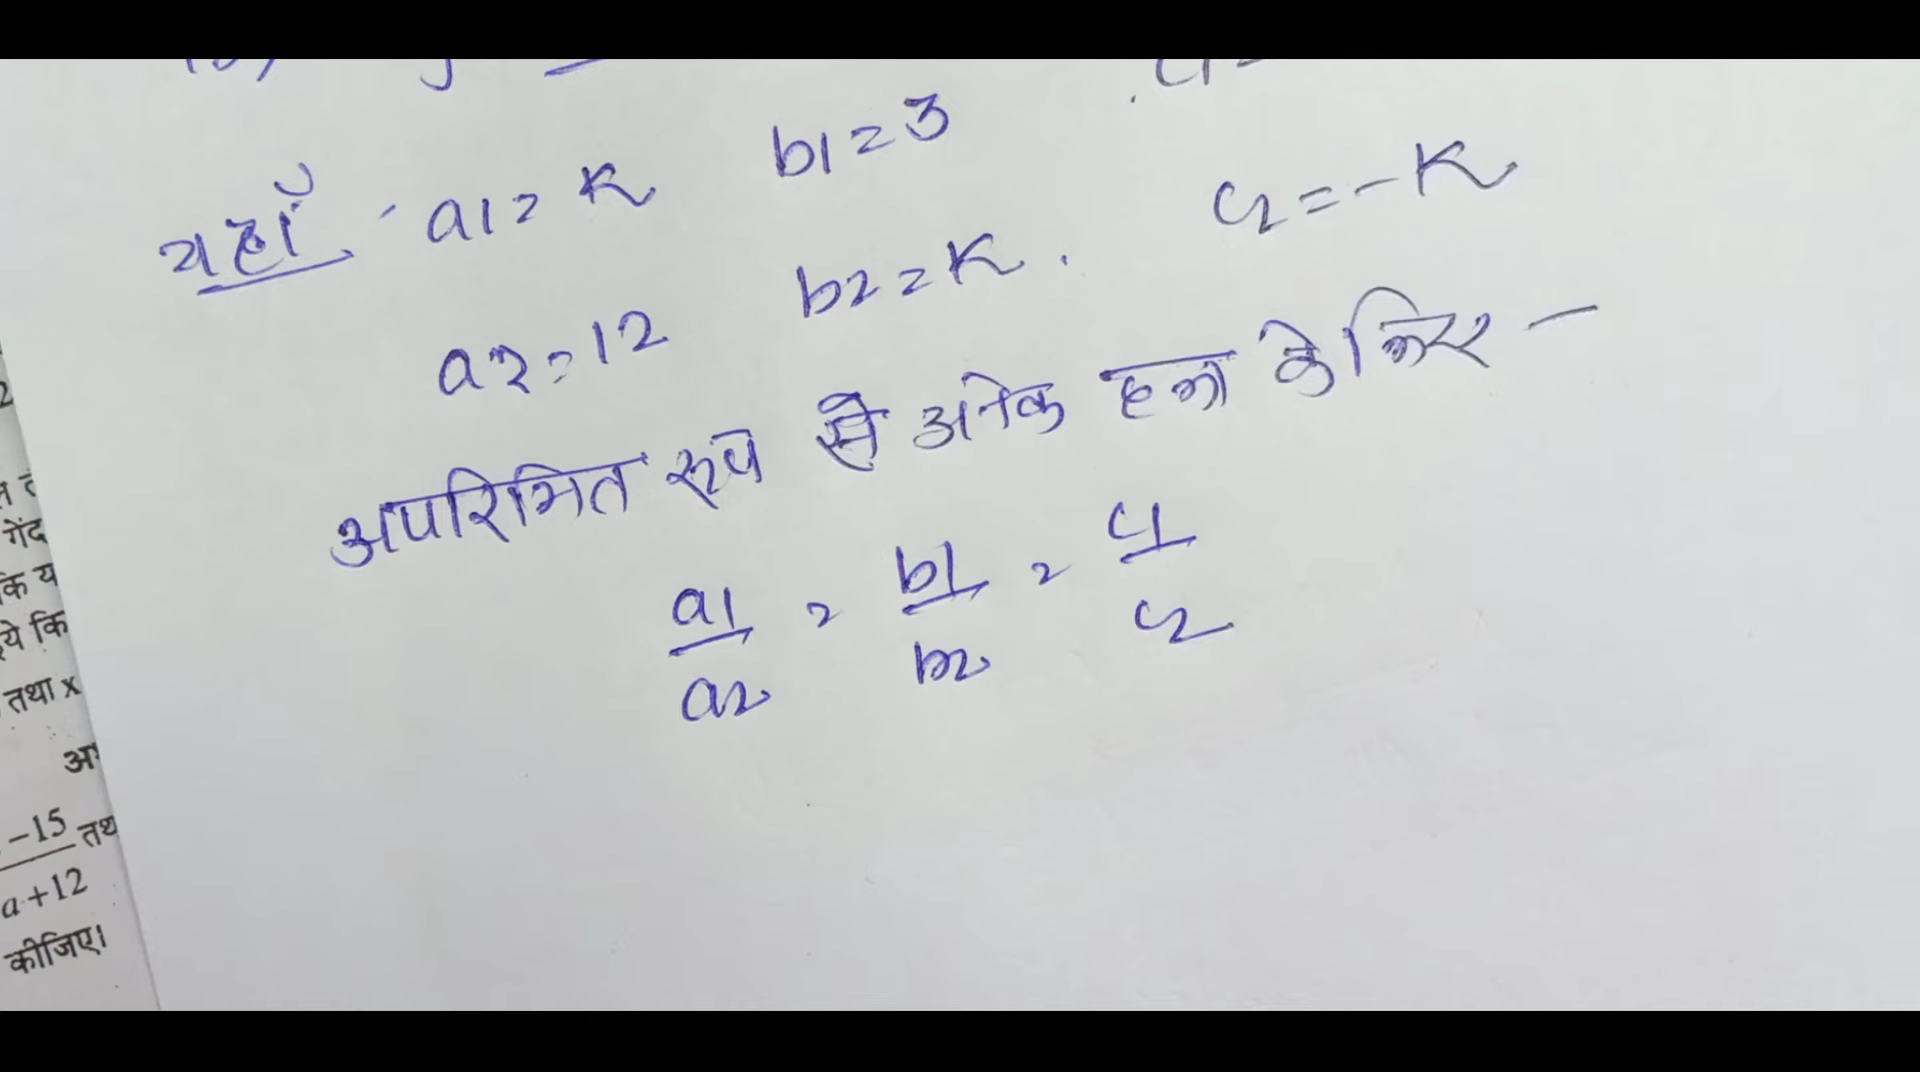 यहाँ a1 = K b1 = 3
a2 = 12 b2 = K. c2 = -K
अपरिमित रूप से अनेक हल के लिए -
a1/a2 = b1/b2 = c1/c2
गेंद
कि य
ये कि
तथा x
-15 तथ
a+12
कीजिए।